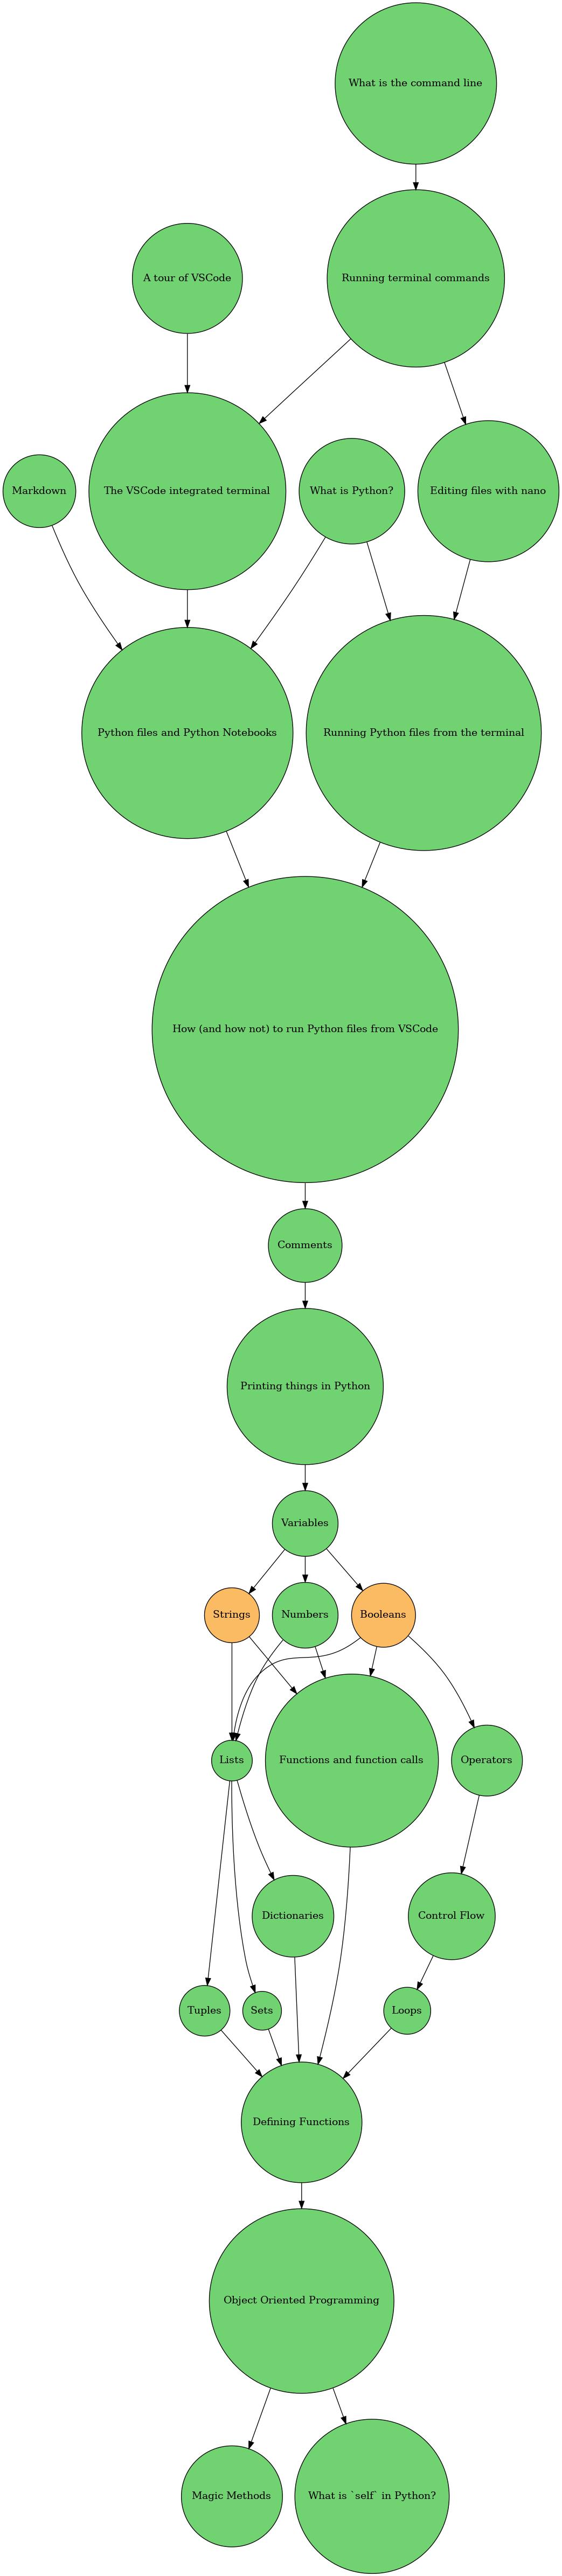 What is the command line
A tour of VSCode
Running terminal commands
Markdown
The VSCode integrated terminal
What is Python?
Editing files with nano
Python files and Python Notebooks
Running Python files from the terminal
How (and how not) to run Python files from VSCode
Comments
Printing things in Python
Variables
Strings
Numbers
Booleans
Lists
Functions and function calls
Operators
Dictionaries
Control Flow
Tuples
Sets
Loops
Defining Functions
Object Oriented Programming
Magic Methods
What is `self` in Python?